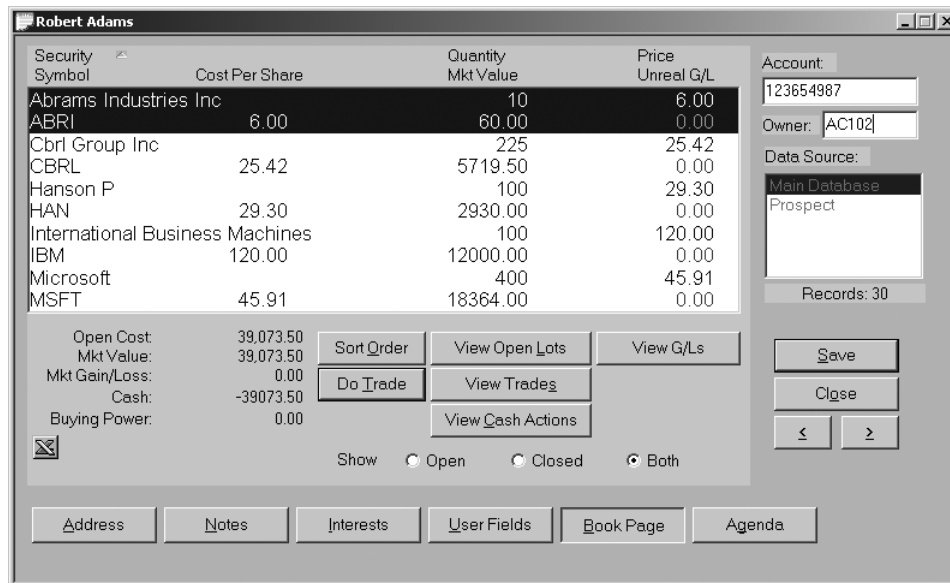 Robert Adams
Security Quantity Price
Symbol Cost Per Share Mkt Value Unreal G/L
Abrams Industries Inc 10 6.00
ABRI 6.00 60.00 0.00
Cbrl Group Inc 225 25.42
CBRL 25.42 5719.50 0.00
Hanson P 100 29.30
HAN 29.30 2930.00 0.00
International Business Machines 100 120.00
IBM 120.00 12000.00 0.00
Microsoft 400 45.91
MSFT 45.91 18364.00 0.00
Account:
123654987
Owner: AC102
Data Source:
Main Database
Prospect
Records: 30
Open Cost: 39,073.50
Mkt Value: 39,073.50
Mkt Gain/Loss: 0.00
Cash: -39073.50
Buying Power: 0.00
Sort Order View Open Lots View G/Ls
Do Trade View Trades
View Cash Actions
Show Open Closed Both
Save
Close
< >
Address Notes Interests User Fields Book Page Agenda